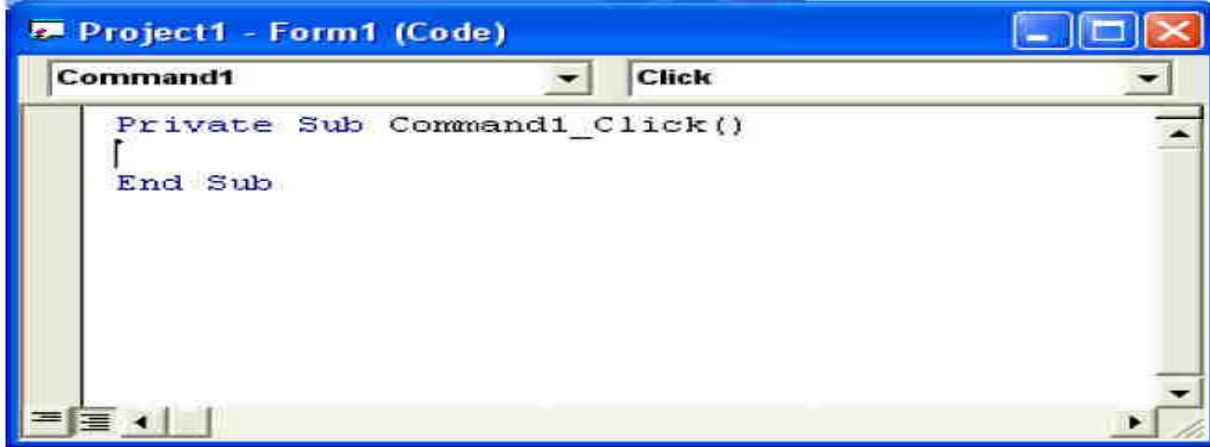 Project1 - Form1 (Code)
Command1 Click
Private Sub Command1_Click()
End Sub